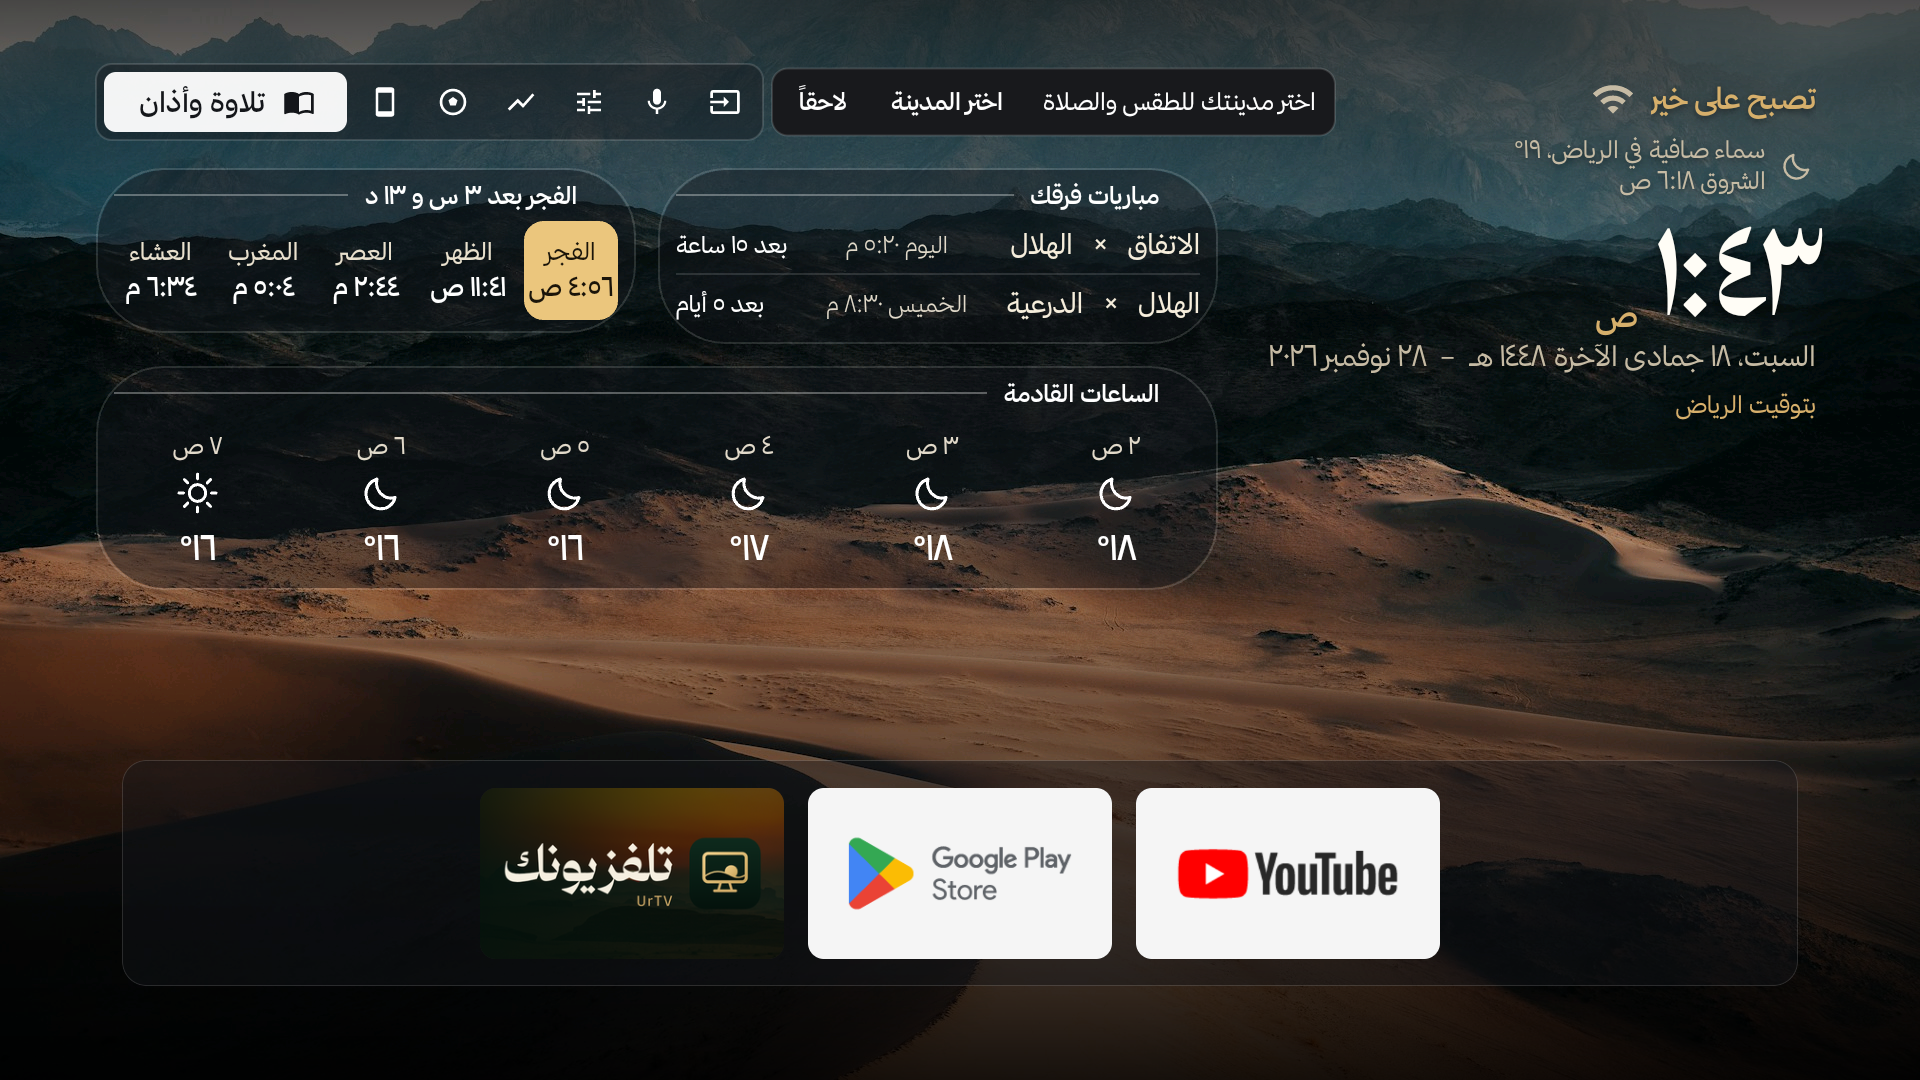 تصبح على خير
سماء صافية في الرياض، ١٩°
الشروق ٦:١٨ ص
١:٤٣ ص
السبت، ١٨ جمادى الآخرة ١٤٤٨ هـ – ٢٨ نوفمبر ٢٠٢٦
بتوقيت الرياض
اختر مدينتك للطقس والصلاة اختر المدينة لاحقاً
تلاوة وأذان
مباريات فرقك
الاتفاق × الهلال اليوم ٥:٢٠ م بعد ١٥ ساعة
الهلال × الدرعية الخميس ٨:٣٠ م بعد ٥ أيام
الفجر بعد ٣ س و ١٣ د
الفجر الظهر العصر المغرب العشاء
٤:٥٦ ص ١١:٤١ ص ٢:٤٤ م ٥:٠٤ م ٦:٣٤ م
الساعات القادمة
٢ ص ٣ ص ٤ ص ٥ ص ٦ ص ٧ ص
١٨° ١٨° ١٧° ١٦° ١٦° ١٦°
YouTube
Google Play
Store
تلفزيونك
UrTV